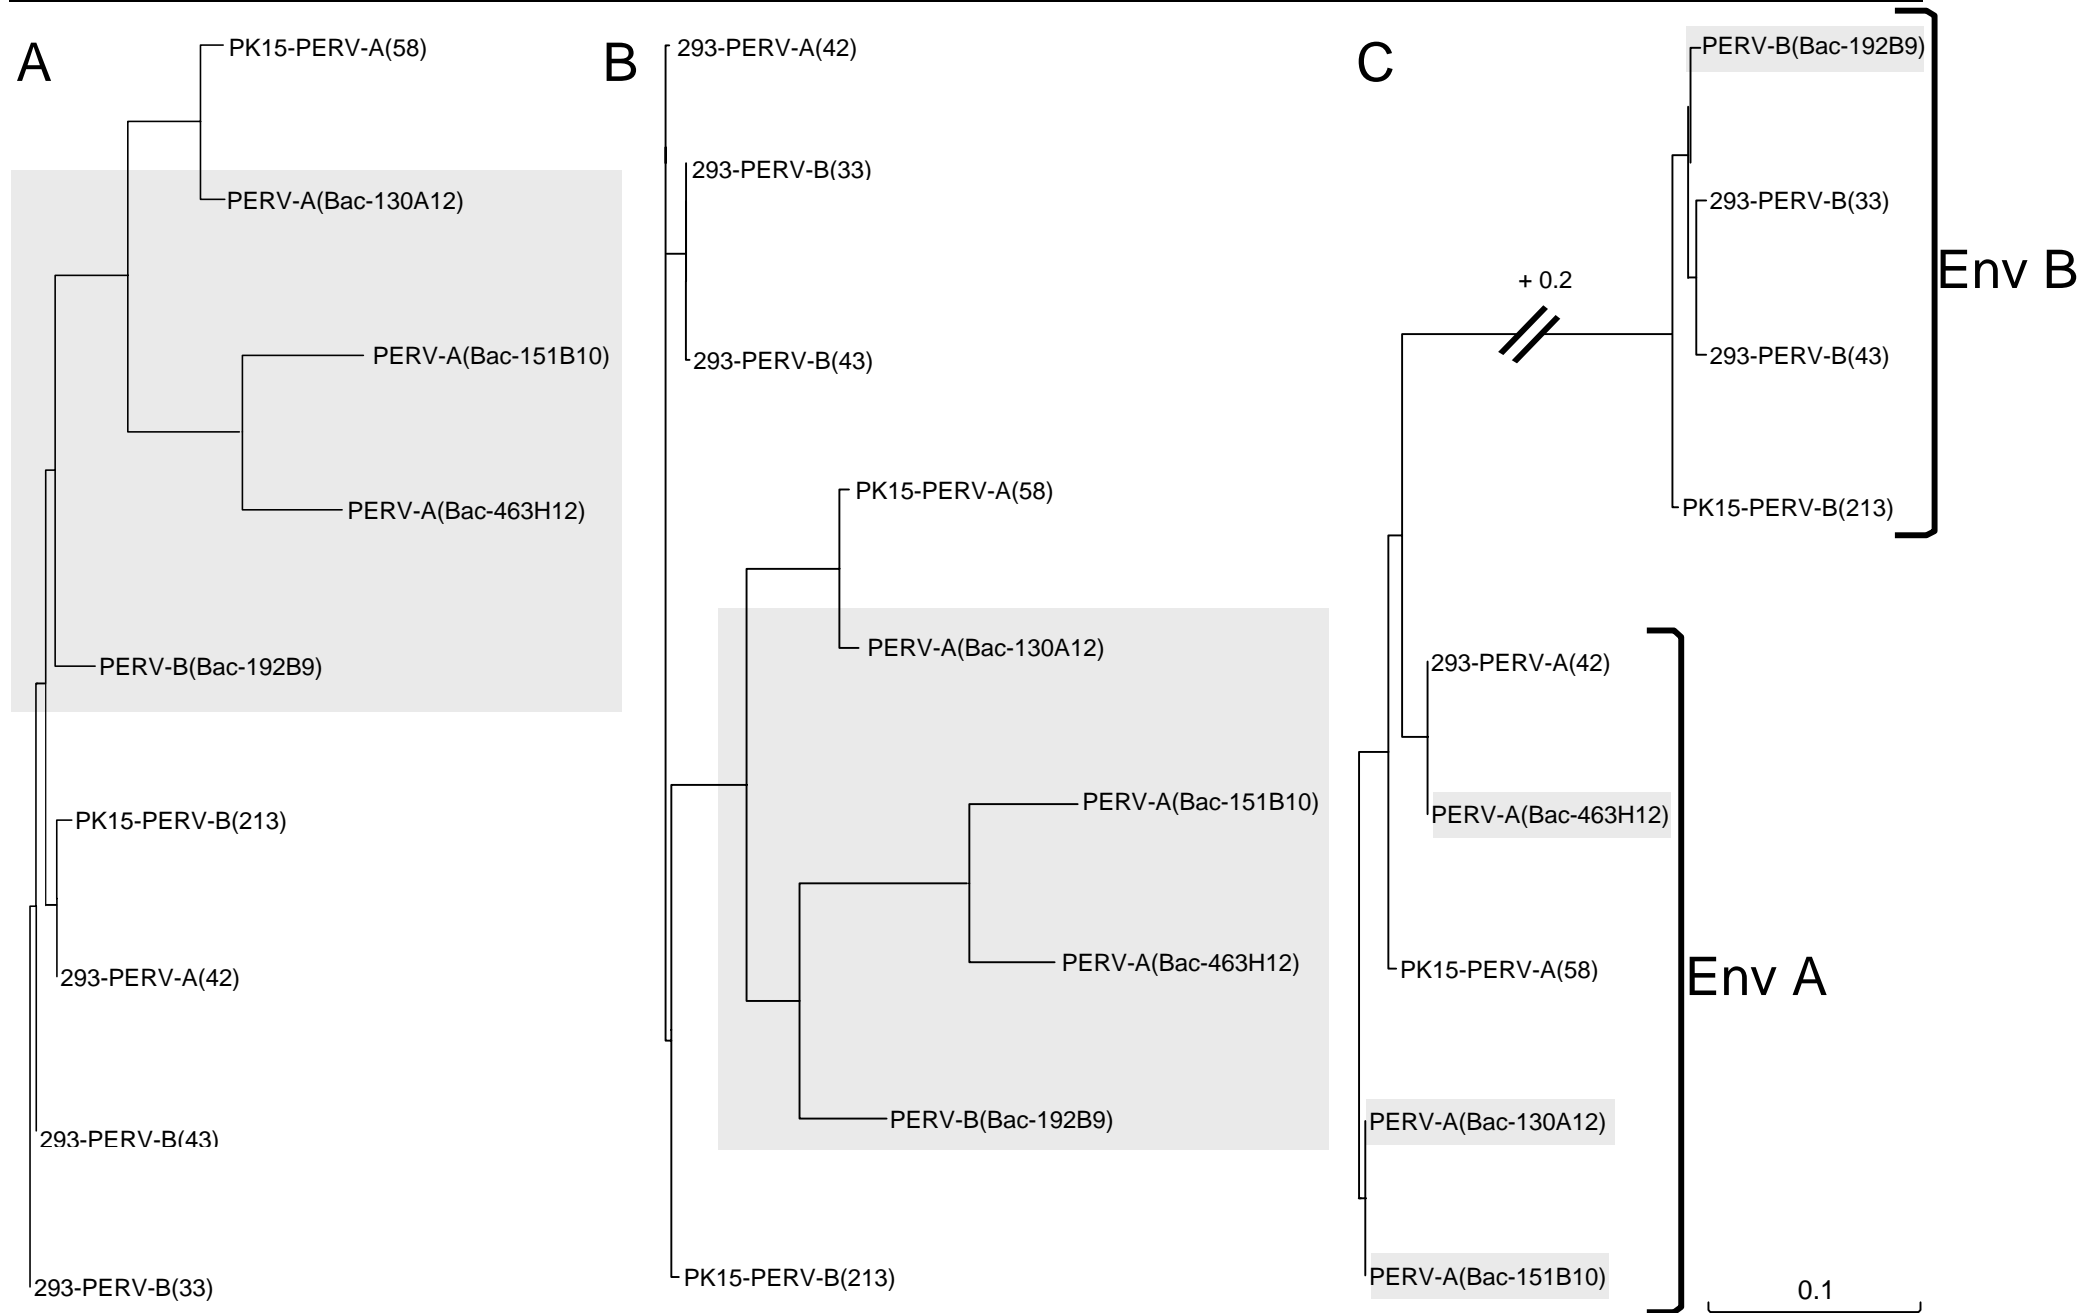 A
PK15-PERV-A(58)
PERV-A(Bac-130A12)
PERV-A(Bac-151B10)
PERV-A(Bac-463H12)
PERV-B(Bac-192B9)
PK15-PERV-B(213)
293-PERV-A(42)
293-PERV-B(43)
293-PERV-B(33)
B
293-PERV-A(42)
293-PERV-B(33)
293-PERV-B(43)
PK15-PERV-A(58)
PERV-A(Bac-130A12)
PERV-A(Bac-151B10)
PERV-A(Bac-463H12)
PERV-B(Bac-192B9)
PK15-PERV-B(213)
C
PERV-B(Bac-192B9)
293-PERV-B(33)
+ 0.2
293-PERV-B(43)
PK15-PERV-B(213)
Env B
293-PERV-A(42)
PERV-A(Bac-463H12)
PK15-PERV-A(58)
PERV-A(Bac-130A12)
PERV-A(Bac-151B10)
Env A
0.1